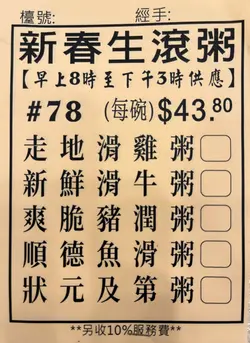 檯號: 經手:
新春生滾粥
【早上8時至下午3時供應】
#78 (每碗) $43.80
走地滑雞粥
新鮮滑牛粥
爽脆豬潤粥
順德魚滑粥
狀元及第粥
**另收10%服務費**